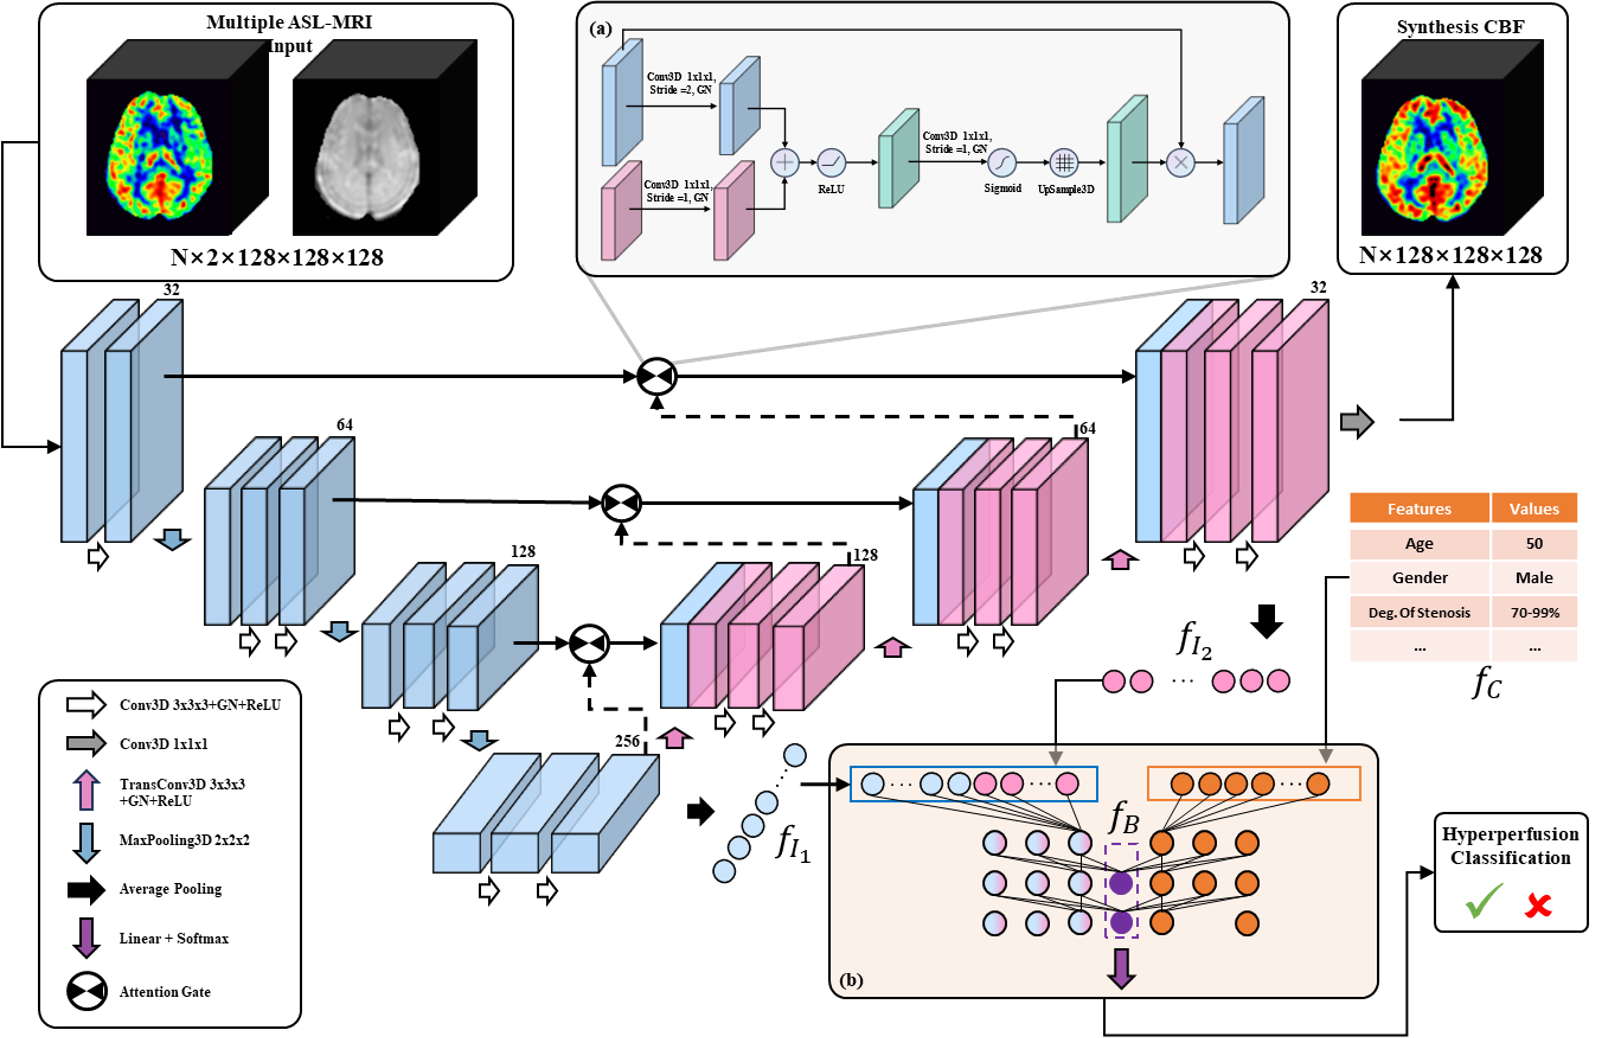 Multiple ASL-MRI
Input
N×2×128×128×128
(a)
Conv3D 1x1x1,
Stride =2, GN
Conv3D 1x1x1,
Stride =1, GN
ReLU
Conv3D 1x1x1,
Stride =1, GN
Sigmoid
UpSample3D
Synthesis CBF
N×128×128×128
32
64
128
256
128
64
32
Features Values
Age 50
Gender Male
Deg. Of Stenosis 70-99%
... ...
f_C
f_{I_2}
f_{I_1}
f_B
(b)
Hyperperfusion
Classification
Conv3D 3x3x3+GN+ReLU
Conv3D 1x1x1
TransConv3D 3x3x3
+GN+ReLU
MaxPooling3D 2x2x2
Average Pooling
Linear + Softmax
Attention Gate